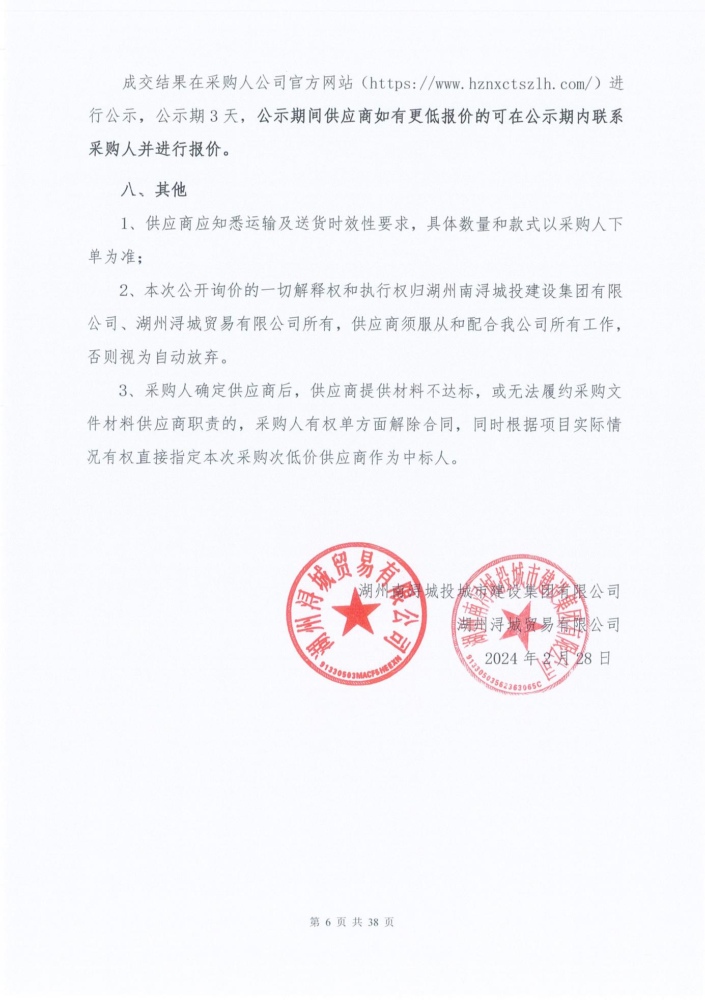 成交结果在采购人公司官方网站（https://www.hznxctszlh.com/）进
行公示，公示期 3 天，公示期间供应商如有更低报价的可在公示期内联系
采购人并进行报价。
八、其他
1、供应商应知悉运输及送货时效性要求，具体数量和款式以采购人下
单为准；
2、本次公开询价的一切解释权和执行权归湖州南浔城投建设集团有限
公司、湖州浔城贸易有限公司所有，供应商须服从和配合我公司所有工作，
否则视为自动放弃。
3、采购人确定供应商后，供应商提供材料不达标，或无法履约采购文
件材料供应商职责的，采购人有权单方面解除合同，同时根据项目实际情
况有权直接指定本次采购次低价供应商作为中标人。
湖州南浔城投城市建设集团有限公司
湖州浔城贸易有限公司
2024 年 2 月 28 日
湖州浔城贸易有限公司
91330503MACF5HEEXN
湖州南浔城投城市建设集团有限公司
91330503562363065C
第 6 页 共 38 页